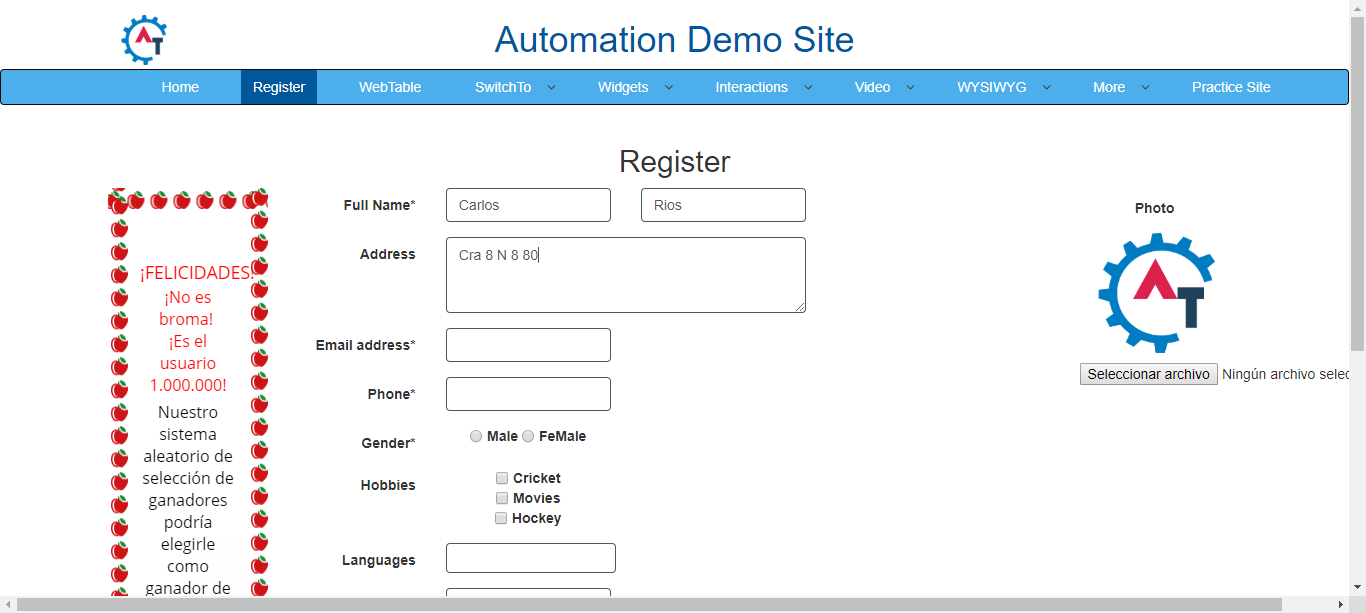 Automation Demo Site
Home Register WebTable SwitchTo Widgets Interactions Video WYSIWYG More Practice Site
Register
Full Name* Carlos Rios
Address Cra 8 N 8 80
Email address*
Phone*
Gender* Male FeMale
Hobbies Cricket
Movies
Hockey
Languages
¡FELICIDADES!
¡No es
broma!
¡Es el
usuario
1.000.000!
Nuestro
sistema
aleatorio de
selección de
ganadores
podría
elegirle
como
ganador de
Photo
AT
Seleccionar archivo Ningún archivo selec